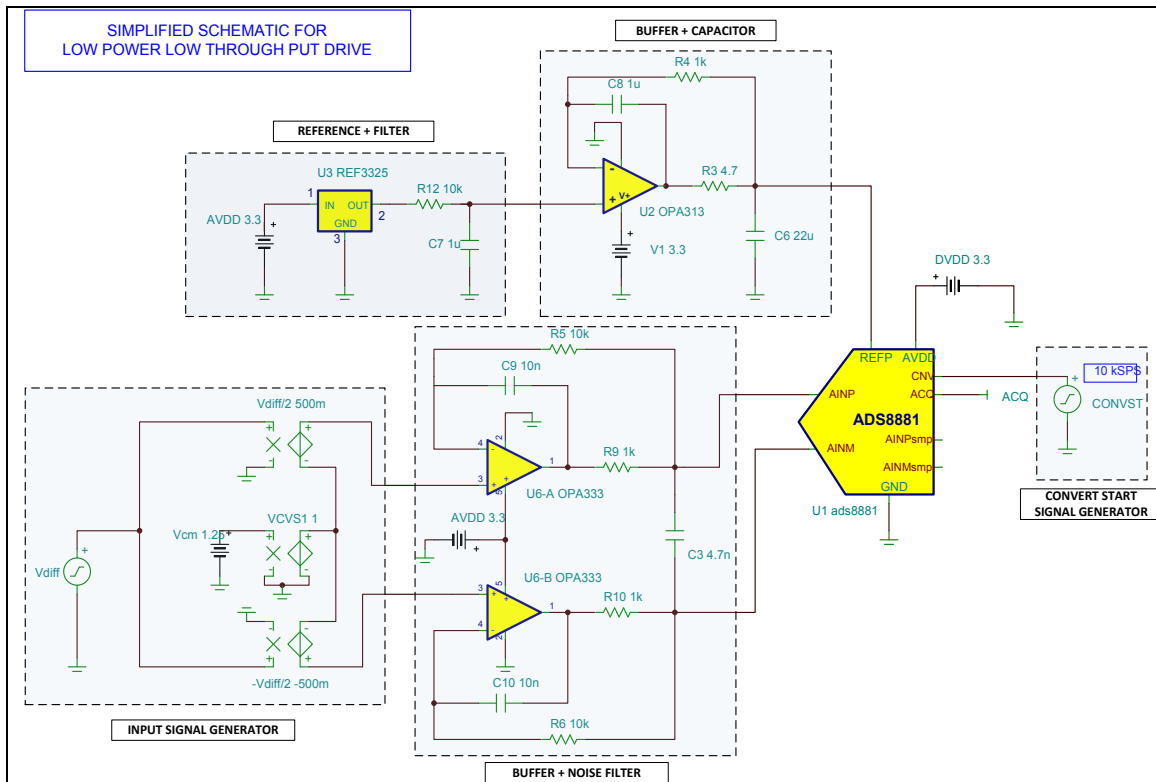 SIMPLIFIED SCHEMATIC FOR
LOW POWER LOW THROUGH PUT DRIVE
BUFFER + CAPACITOR
R4 1k
C8 1u
-
+
V+
R3 4.7
U2 OPA313
V1 3.3
+
C6 22u
REFERENCE + FILTER
U3 REF3325
1
IN
OUT
GND
2
3
R12 10k
AVDD 3.3
+
C7 1u
DVDD 3.3
+
R5 10k
C9 10n
2
4
-
3
+
+
5
1
R9 1k
U6-A OPA333
AVDD 3.3
+
C3 4.7n
U6-B OPA333
5
3
+
+
4
-
2
1
R10 1k
C10 10n
R6 10k
BUFFER + NOISE FILTER
REFP
AVDD
CNV
ACQ
AINP
ADS8881
AINM
AINPsmp
AINMsmp
GND
U1 ads8881
ACQ
10 kSPS
+
CONVST
CONVERT START
SIGNAL GENERATOR
Vdiff/2 500m
+
+
-
-
VCVS1 1
Vcm 1.25
+
+
+
-
-
Vdiff
+
-
-
+
+
-Vdiff/2 -500m
INPUT SIGNAL GENERATOR